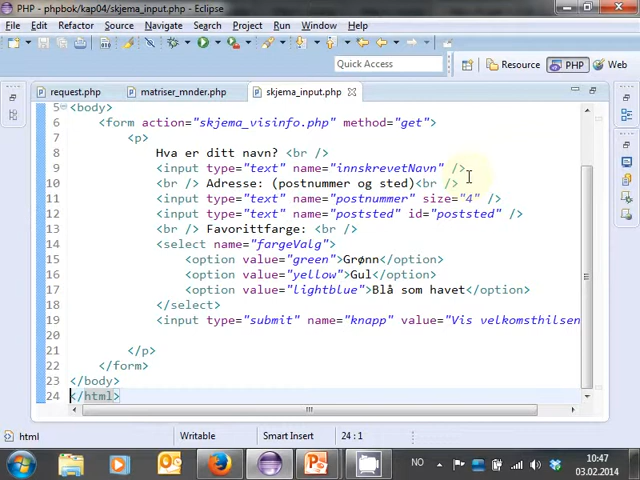 PHP - phpbok/kap04/skjema_input.php - Eclipse
File Edit Refactor Source Navigate Search Project Run Window Help
Quick Access
Resource PHP Web
request.php matriser_mnder.php skjema_input.php
5 <body>
6 <form action="skjema_visinfo.php" method="get">
7 <p>
8 Hva er ditt navn? <br />
9 <input type="text" name="innskrevetNavn" />
10 <br /> Adresse: (postnummer og sted)<br />
11 <input type="text" name="postnummer" size="4" />
12 <input type="text" name="poststed" id="poststed" />
13 <br /> Favorittfarge: <br />
14 <select name="fargeValg">
15 <option value="green">Grønn</option>
16 <option value="yellow">Gul</option>
17 <option value="lightblue">Blå som havet</option>
18 </select>
19 <input type="submit" name="knapp" value="Vis velkomsthilsen
20
21 </p>
22 </form>
23 </body>
24 </html>
html Writable Smart Insert 24 : 1
NO 10:47
03.02.2014